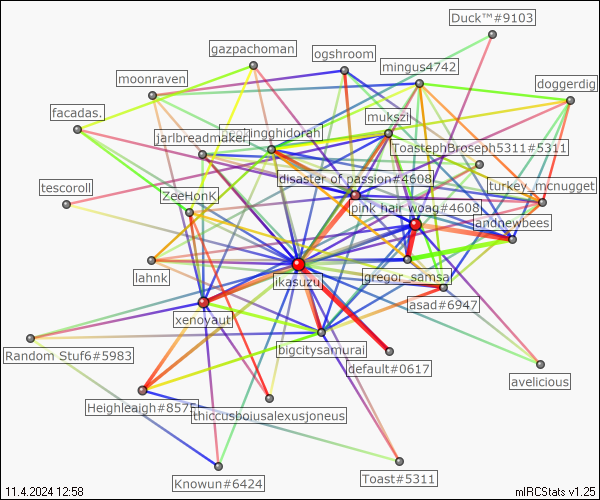 Duck™#9103
gazpachoman
ogshroom
mingus4742
moonraven
doggerdig
facadas.
mukszi
jarlbreadmaker
ToastephBroseph5311#5311
disaster of passion#4608
tescoroll
ZeeHonK
turkey_mcnugget
pink hair woag#4608
andnewbees
lahnk
ikasuzu
gregor_samsa
asad#6947
xenoyaut
bigcitysamurai
Random Stuf6#5983
default#0617
avelicious
Heighleaigh#8575
thiccusboiusalexusjoneus
Knowun#6424
Toast#5311
11.4.2024 12:58
mIRCStats v1.25